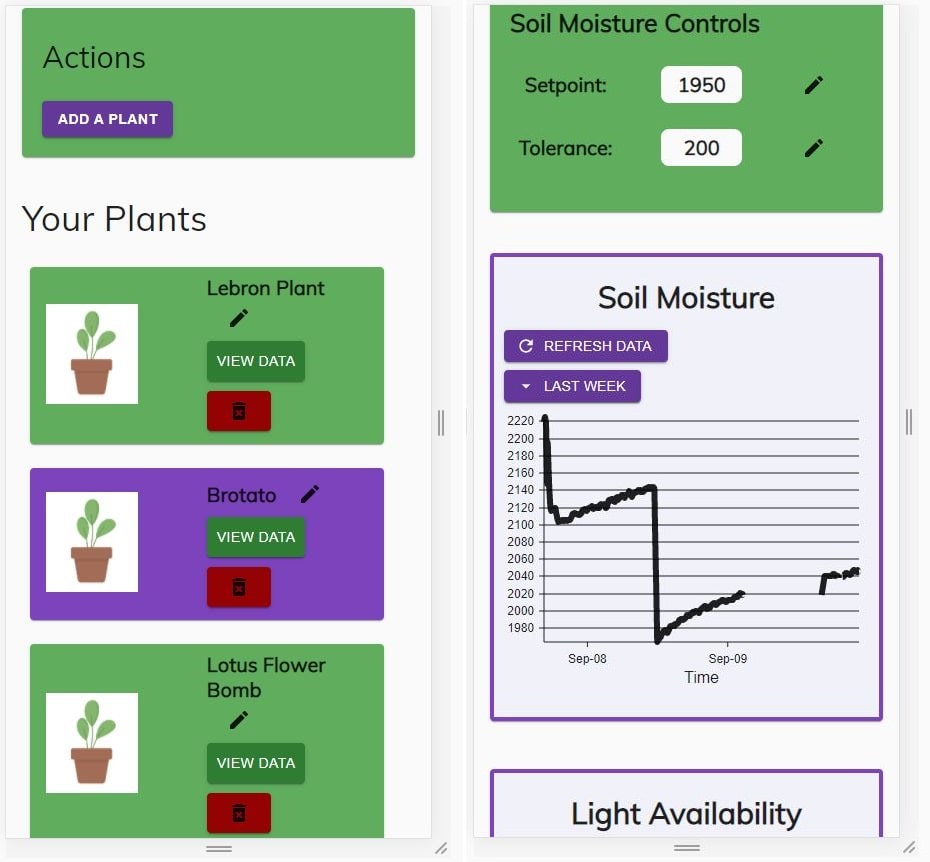 Actions
ADD A PLANT
Your Plants
Lebron Plant
VIEW DATA
Brotato
VIEW DATA
Lotus Flower
Bomb
VIEW DATA
Soil Moisture Controls
Setpoint: 1950
Tolerance: 200
Soil Moisture
REFRESH DATA
LAST WEEK
2220
2200
2180
2160
2140
2120
2100
2080
2060
2040
2020
2000
1980
Sep-08 Sep-09
Time
Light Availability